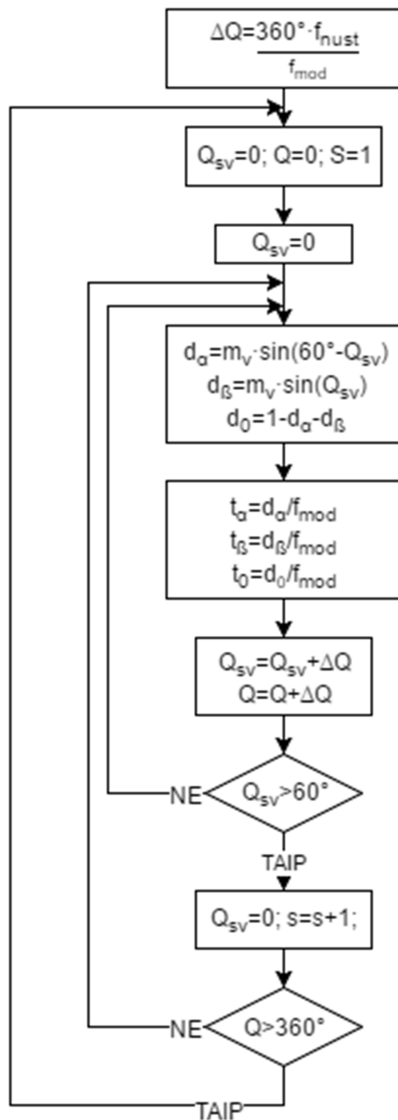 ΔQ=360°·f_nust
f_mod
Q_sv=0; Q=0; S=1
Q_sv=0
d_α=m_v·sin(60°-Q_sv)
d_ß=m_v·sin(Q_sv)
d_0=1-d_α-d_ß
t_α=d_α/f_mod
t_ß=d_ß/f_mod
t_0=d_0/f_mod
Q_sv=Q_sv+ΔQ
Q=Q+ΔQ
NE
Q_sv>60°
TAIP
Q_sv=0; s=s+1;
NE
Q>360°
TAIP